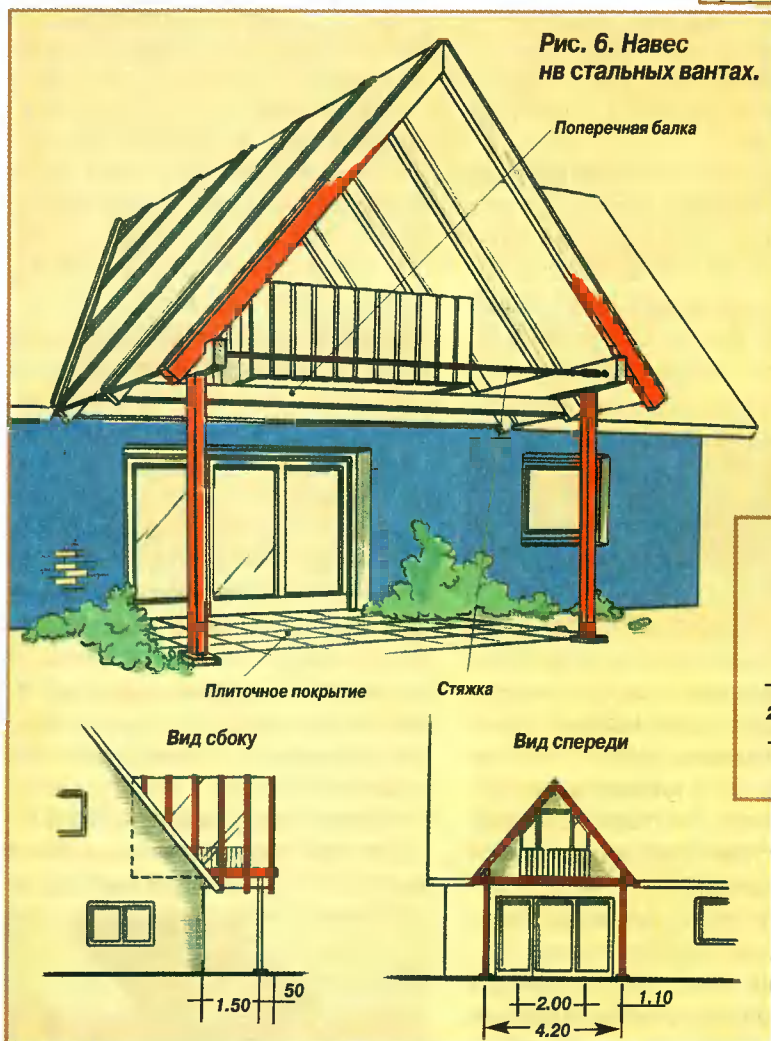 Рис. 6. Навес
нв стальных вантах.
Поперечная балка
Плиточное покрытие
Стяжка
Вид сбоку
Вид спереди
1.50
50
2.00
1.10
4.20
2